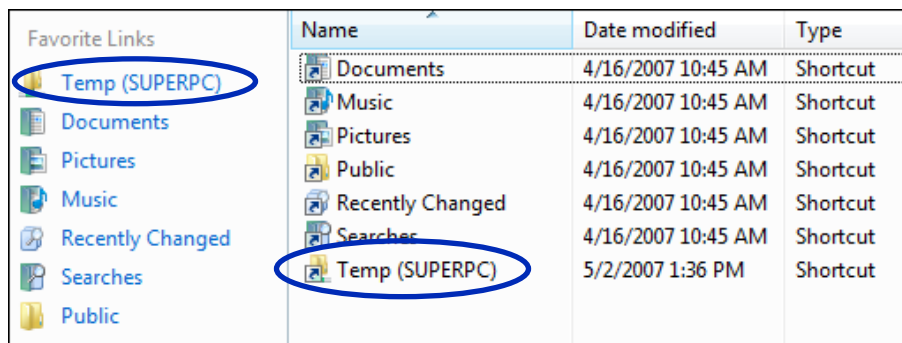 Favorite Links
Temp (SUPERPC)
Documents
Pictures
Music
Recently Changed
Searches
Public
Name Date modified Type
Documents 4/16/2007 10:45 AM Shortcut
Music 4/16/2007 10:45 AM Shortcut
Pictures 4/16/2007 10:45 AM Shortcut
Public 4/16/2007 10:45 AM Shortcut
Recently Changed 4/16/2007 10:45 AM Shortcut
Searches 4/16/2007 10:45 AM Shortcut
Temp (SUPERPC) 5/2/2007 1:36 PM Shortcut